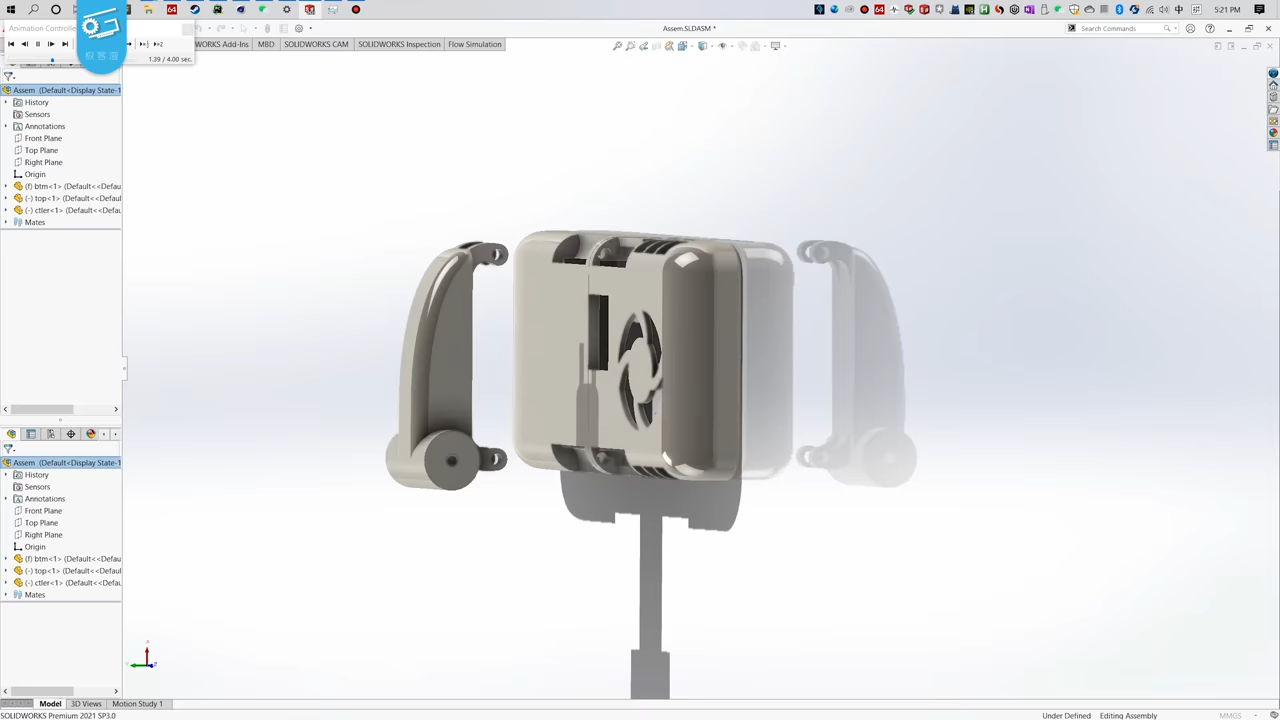 5:21 PM
Animation Controller
Assem.SLDASM *
Search Commands
WORKS Add-Ins MBD SOLIDWORKS CAM SOLIDWORKS Inspection Flow Simulation
1.39 / 4.00 sec.
Assem (Default<Display State-1
History
Sensors
Annotations
Front Plane
Top Plane
Right Plane
Origin
(f) btm<1> (Default<<Defau
(-) top<1> (Default<<Defau
(-) ctler<1> (Default<<Defau
Mates
Assem (Default<Display State-1
History
Sensors
Annotations
Front Plane
Top Plane
Right Plane
Origin
(f) btm<1> (Default<<Defau
(-) top<1> (Default<<Defau
(-) ctler<1> (Default<<Defau
Mates
Model 3D Views Motion Study 1
SOLIDWORKS Premium 2021 SP3.0
Under Defined Editing Assembly MMGS